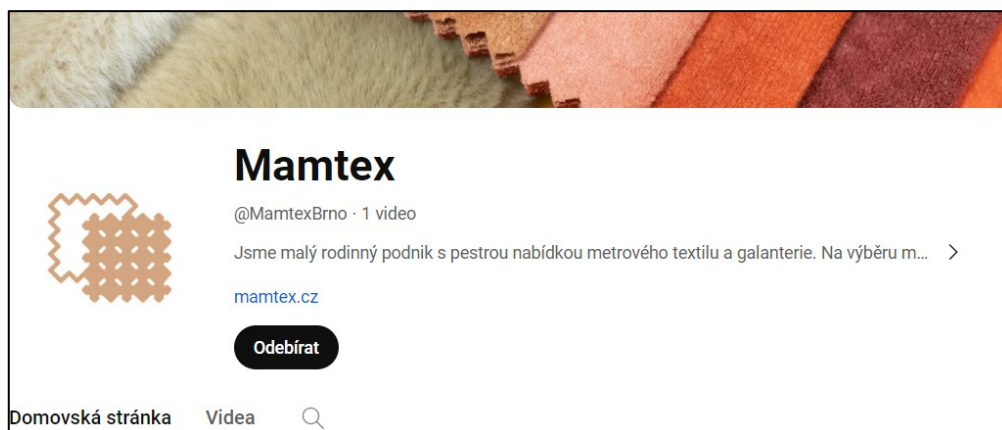 Mamtex
@MamtexBrno · 1 video
Jsme malý rodinný podnik s pestrou nabídkou metrového textilu a galanterie. Na výběru m...
mamtex.cz
Odebírat
Domovská stránka Videa